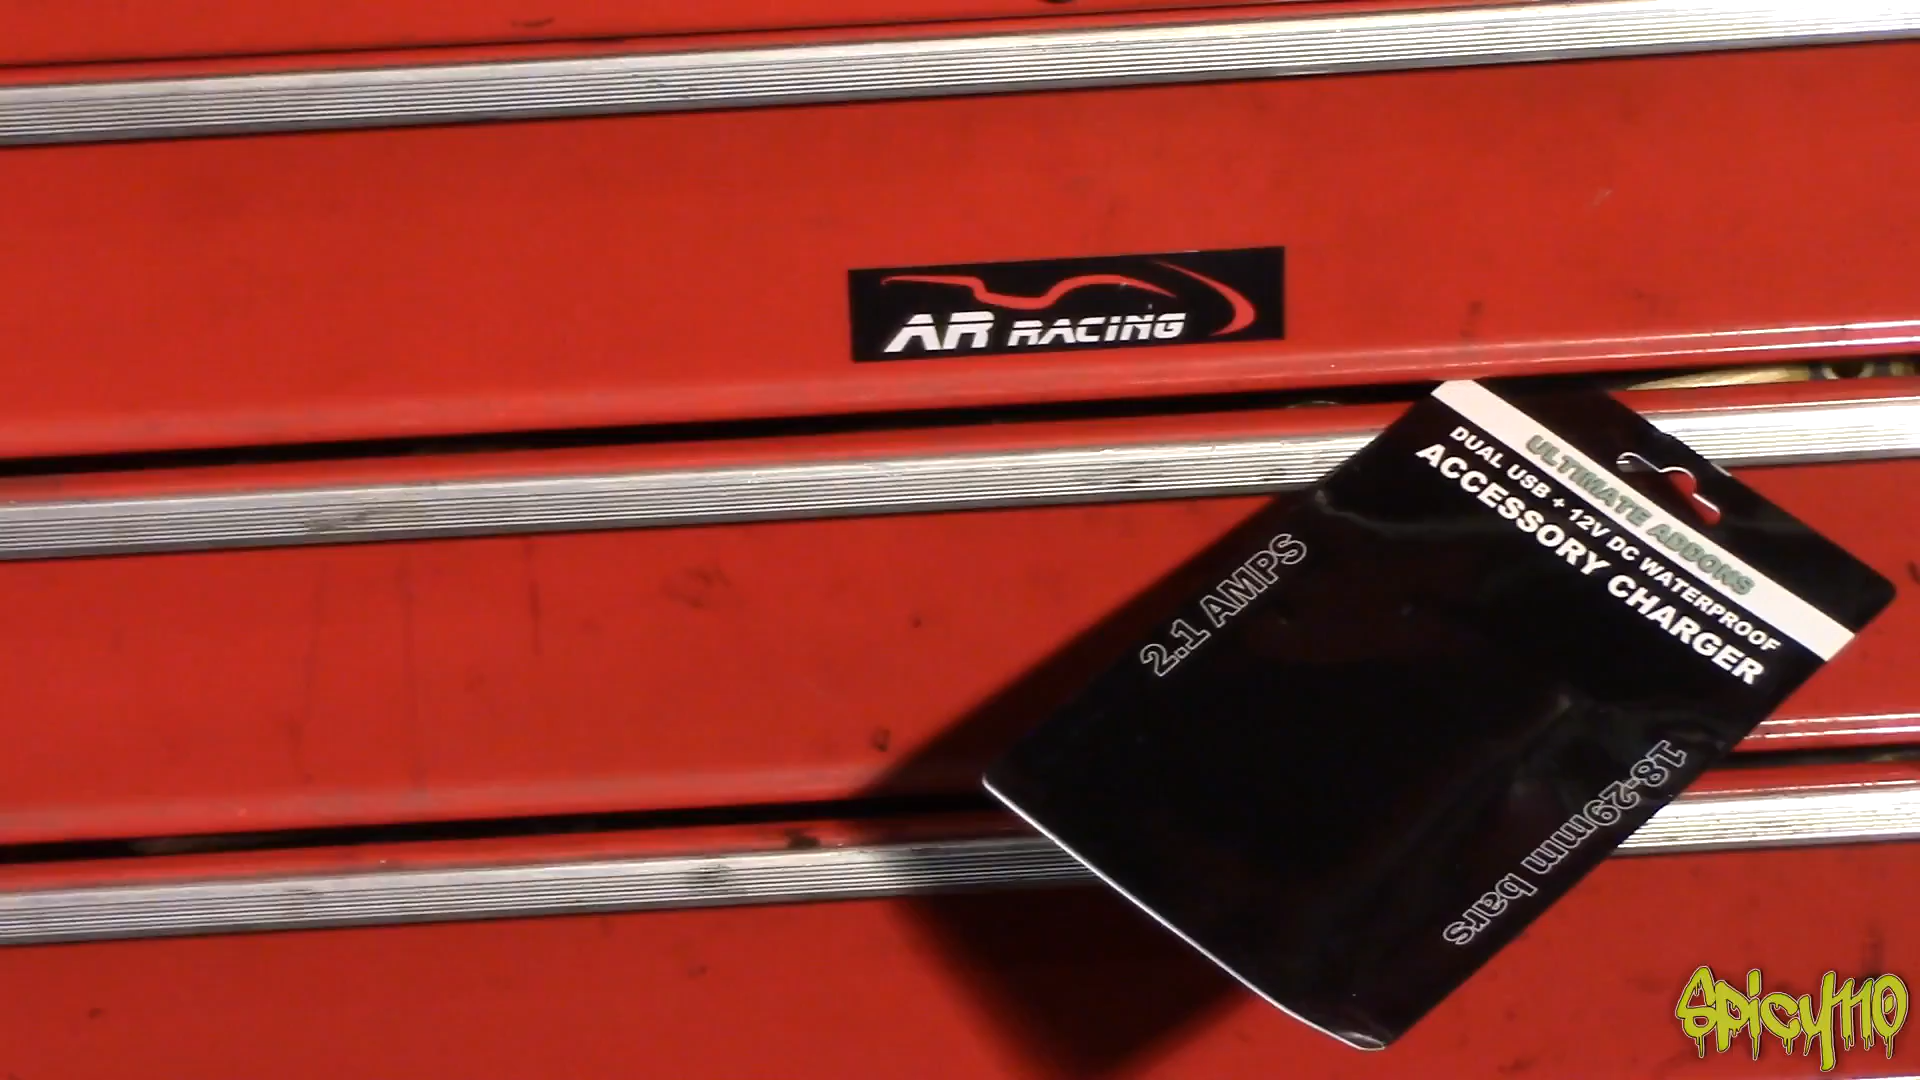 AR RACING
ULTIMATE ADDONS
DUAL USB + 12V DC WATERPROOF
ACCESSORY CHARGER
2.1 AMPS
18-29mm bars
SPiCY110